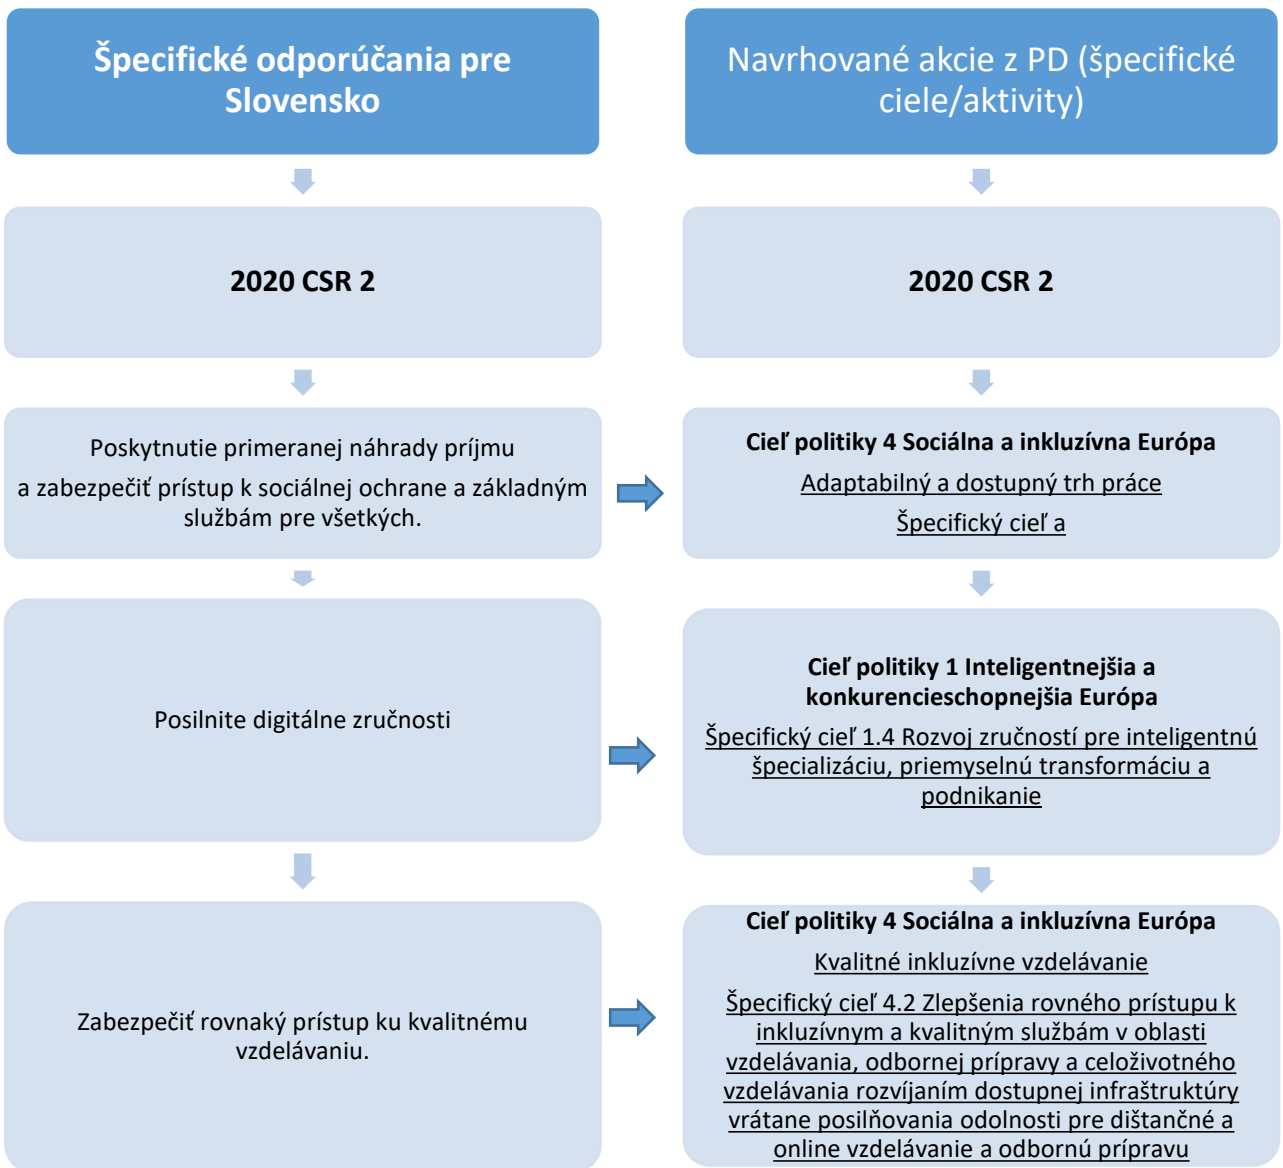 Špecifické odporúčania pre
Slovensko
Navrhované akcie z PD (špecifické
ciele/aktivity)
2020 CSR 2
2020 CSR 2
Poskytnutie primeranej náhrady príjmu
a zabezpečiť prístup k sociálnej ochrane a základným
službám pre všetkých.
Cieľ politiky 4 Sociálna a inkluzívna Európa
Adaptabilný a dostupný trh práce
Špecifický cieľ a
Posilnite digitálne zručnosti
Cieľ politiky 1 Inteligentnejšia a
konkurencieschopnejšia Európa
Špecifický cieľ 1.4 Rozvoj zručností pre inteligentnú
špecializáciu, priemyselnú transformáciu a
podnikanie
Zabezpečiť rovnaký prístup ku kvalitnému
vzdelávaniu.
Cieľ politiky 4 Sociálna a inkluzívna Európa
Kvalitné inkluzívne vzdelávanie
Špecifický cieľ 4.2 Zlepšenia rovného prístupu k
inkluzívnym a kvalitným službám v oblasti
vzdelávania, odbornej prípravy a celoživotného
vzdelávania rozvíjaním dostupnej infraštruktúry
vrátane posilňovania odolnosti pre dištančné a
online vzdelávanie a odbornú prípravu